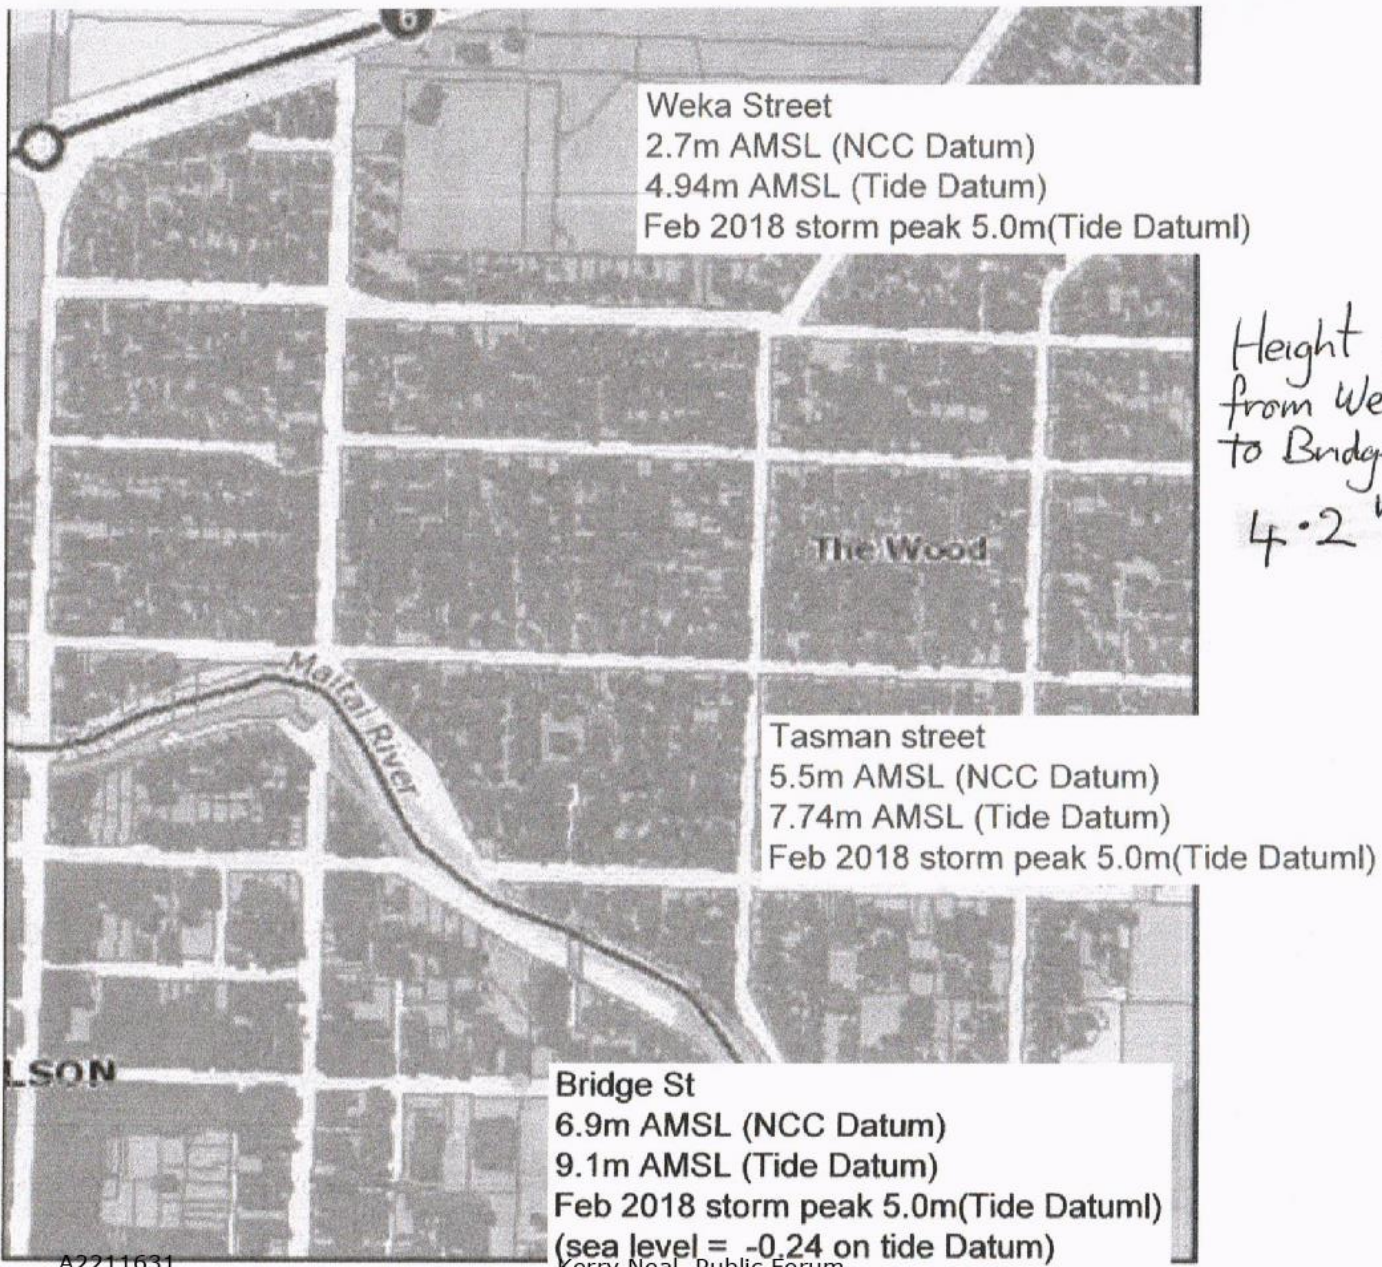 6
Weka Street
2.7m AMSL (NCC Datum)
4.94m AMSL (Tide Datum)
Feb 2018 storm peak 5.0m(Tide Datuml)
Height
from We
to Bridg
4.2
The Wood
Maitai River
Tasman street
5.5m AMSL (NCC Datum)
7.74m AMSL (Tide Datum)
Feb 2018 storm peak 5.0m(Tide Datuml)
LSON
Bridge St
6.9m AMSL (NCC Datum)
9.1m AMSL (Tide Datum)
Feb 2018 storm peak 5.0m(Tide Datuml)
(sea level = -0.24 on tide Datum)
A2211631
Kerry Neal, Public Forum